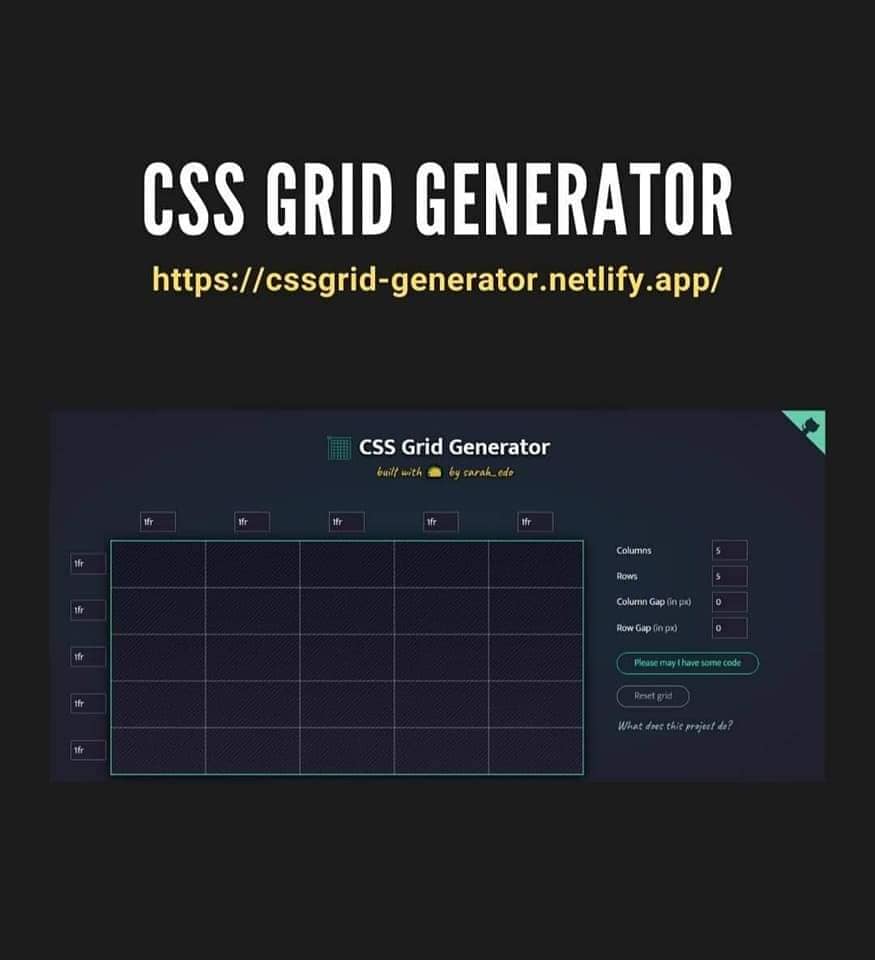 CSS GRID GENERATOR
https://cssgrid-generator.netlify.app/
CSS Grid Generator
built with by sarah_edo
1fr 1fr 1fr 1fr 1fr
1fr
1fr
1fr
1fr
1fr
Columns 5
Rows 5
Column Gap (in px) 0
Row Gap (in px) 0
Please may I have some code
Reset grid
What does this project do?